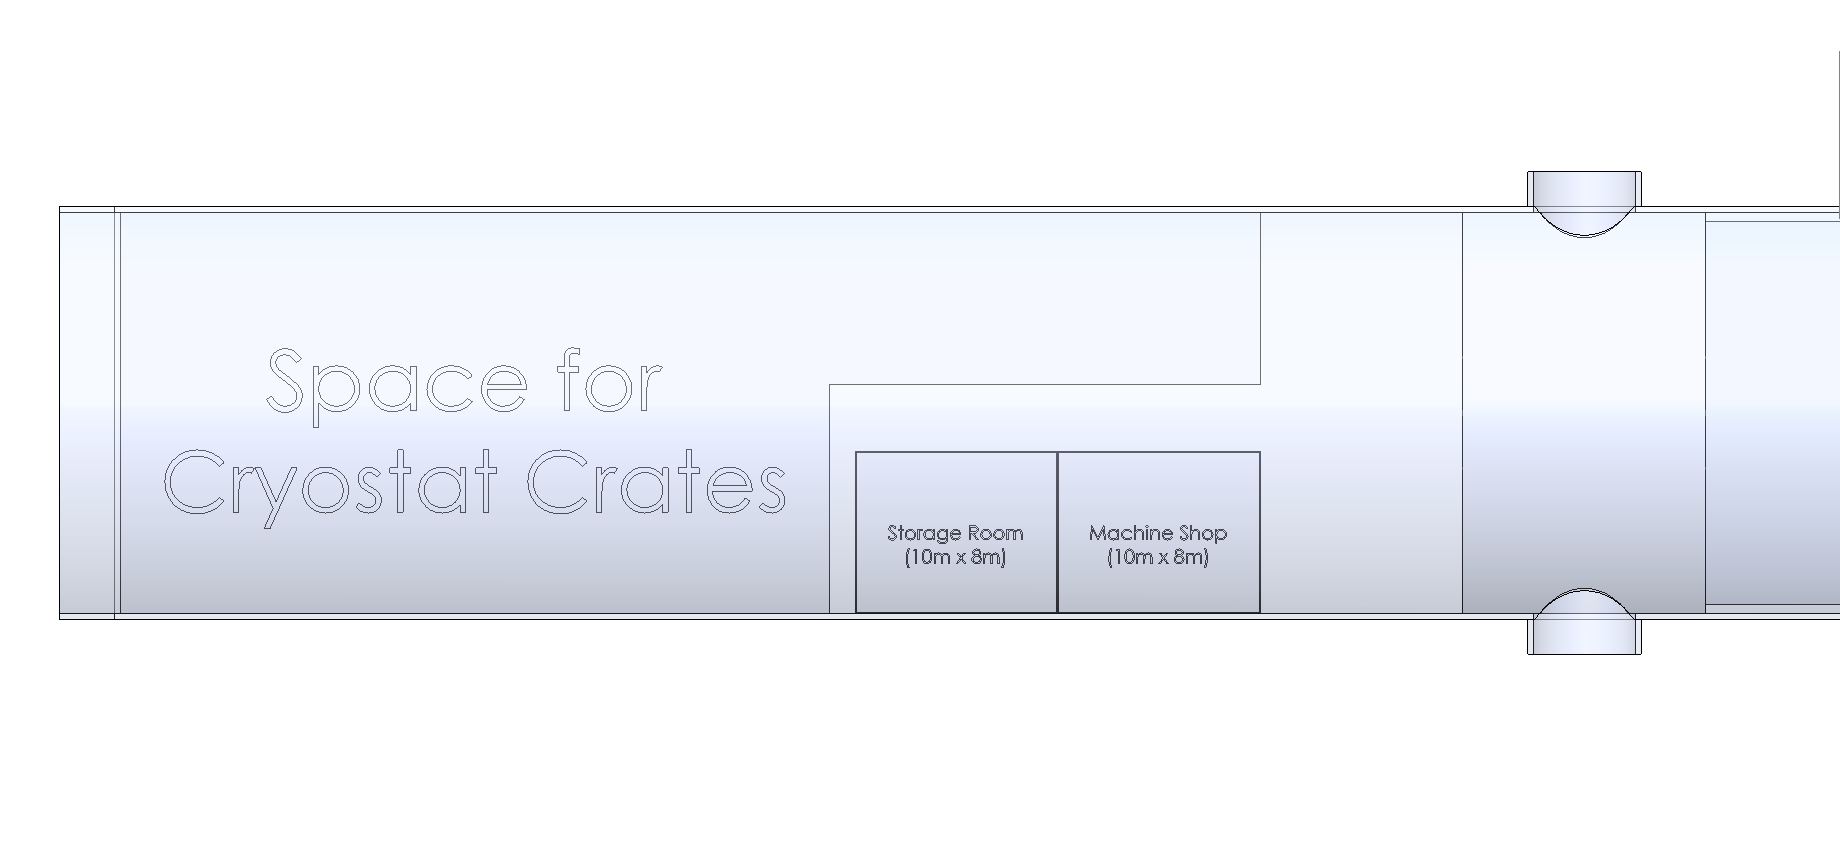 Space for
Cryostat Crates
Storage Room
(10m x 8m)
Machine Shop
(10m x 8m)